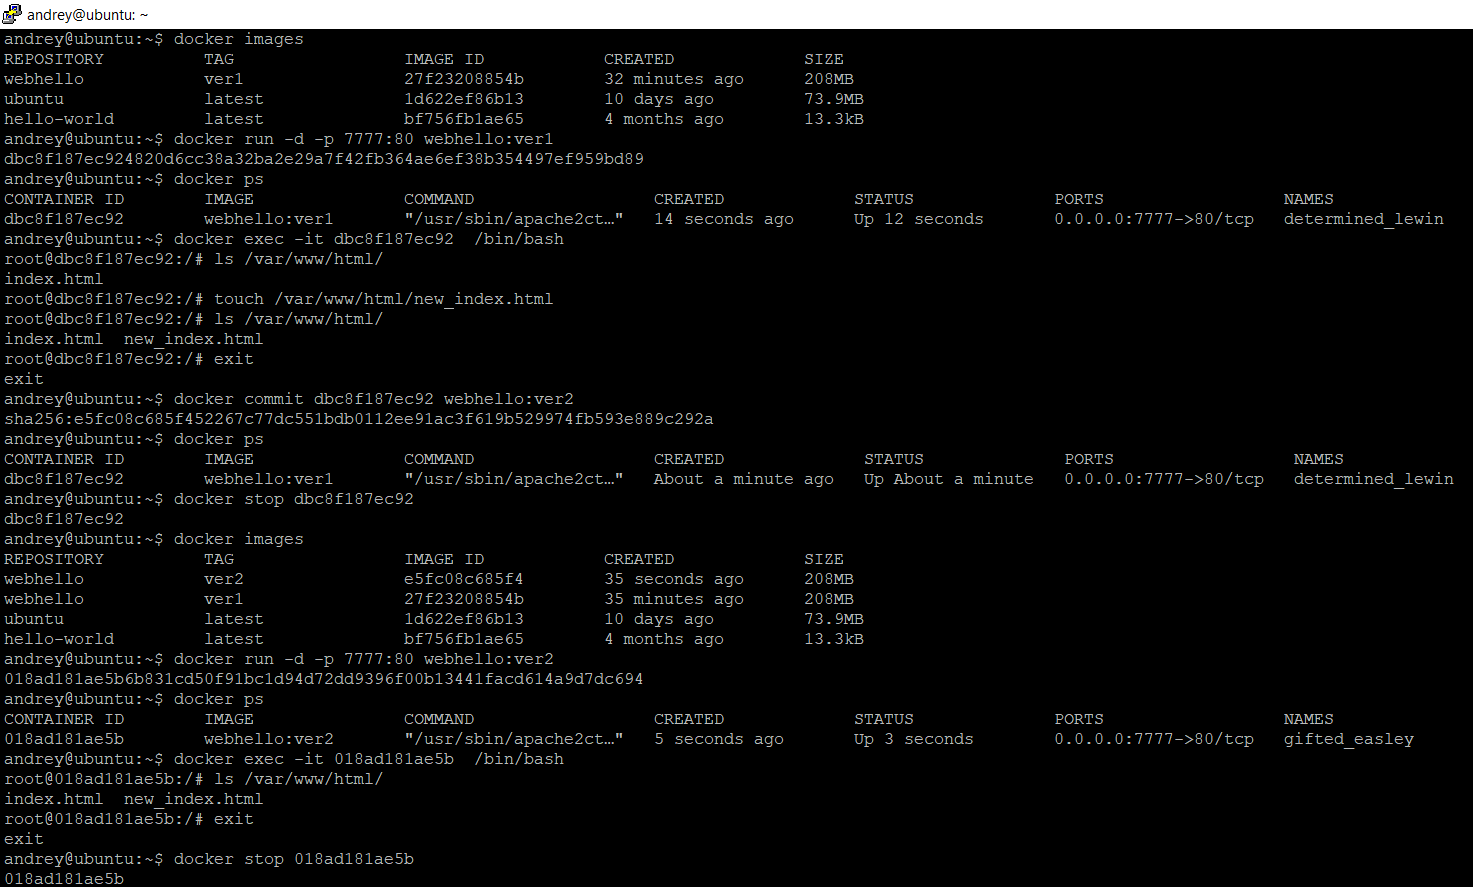 andrey@ubuntu: ~
andrey@ubuntu:~$ docker images
REPOSITORY          TAG                 IMAGE ID            CREATED             SIZE
webhello            ver1                27f23208854b        32 minutes ago      208MB
ubuntu              latest              1d622ef86b13        10 days ago         73.9MB
hello-world         latest              bf756fb1ae65        4 months ago        13.3kB
andrey@ubuntu:~$ docker run -d -p 7777:80 webhello:ver1
dbc8f187ec924820d6cc38a32ba2e29a7f42fb364ae6ef38b354497ef959bd89
andrey@ubuntu:~$ docker ps
CONTAINER ID        IMAGE               COMMAND                  CREATED             STATUS              PORTS                  NAMES
dbc8f187ec92        webhello:ver1       "/usr/sbin/apache2ct…"   14 seconds ago      Up 12 seconds       0.0.0.0:7777->80/tcp   determined_lewin
andrey@ubuntu:~$ docker exec -it dbc8f187ec92  /bin/bash
root@dbc8f187ec92:/# ls /var/www/html/
index.html
root@dbc8f187ec92:/# touch /var/www/html/new_index.html
root@dbc8f187ec92:/# ls /var/www/html/
index.html  new_index.html
root@dbc8f187ec92:/# exit
exit
andrey@ubuntu:~$ docker commit dbc8f187ec92 webhello:ver2
sha256:e5fc08c685f452267c77dc551bdb0112ee91ac3f619b529974fb593e889c292a
andrey@ubuntu:~$ docker ps
CONTAINER ID        IMAGE               COMMAND                  CREATED              STATUS              PORTS                  NAMES
dbc8f187ec92        webhello:ver1       "/usr/sbin/apache2ct…"   About a minute ago   Up About a minute   0.0.0.0:7777->80/tcp   determined_lewin
andrey@ubuntu:~$ docker stop dbc8f187ec92
dbc8f187ec92
andrey@ubuntu:~$ docker images
REPOSITORY          TAG                 IMAGE ID            CREATED             SIZE
webhello            ver2                e5fc08c685f4        35 seconds ago      208MB
webhello            ver1                27f23208854b        35 minutes ago      208MB
ubuntu              latest              1d622ef86b13        10 days ago         73.9MB
hello-world         latest              bf756fb1ae65        4 months ago        13.3kB
andrey@ubuntu:~$ docker run -d -p 7777:80 webhello:ver2
018ad181ae5b6b831cd50f91bc1d94d72dd9396f00b13441facd614a9d7dc694
andrey@ubuntu:~$ docker ps
CONTAINER ID        IMAGE               COMMAND                  CREATED             STATUS              PORTS                  NAMES
018ad181ae5b        webhello:ver2       "/usr/sbin/apache2ct…"   5 seconds ago       Up 3 seconds        0.0.0.0:7777->80/tcp   gifted_easley
andrey@ubuntu:~$ docker exec -it 018ad181ae5b  /bin/bash
root@018ad181ae5b:/# ls /var/www/html/
index.html  new_index.html
root@018ad181ae5b:/# exit
exit
andrey@ubuntu:~$ docker stop 018ad181ae5b
018ad181ae5b